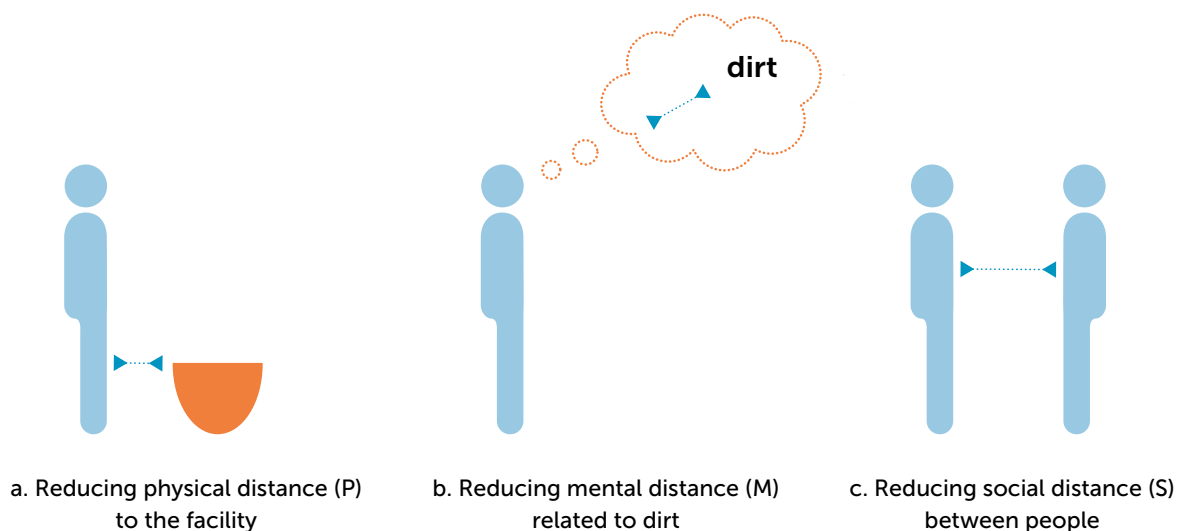 dirt
a. Reducing physical distance (P)
to the facility
b. Reducing mental distance (M)
related to dirt
c. Reducing social distance (S)
between people